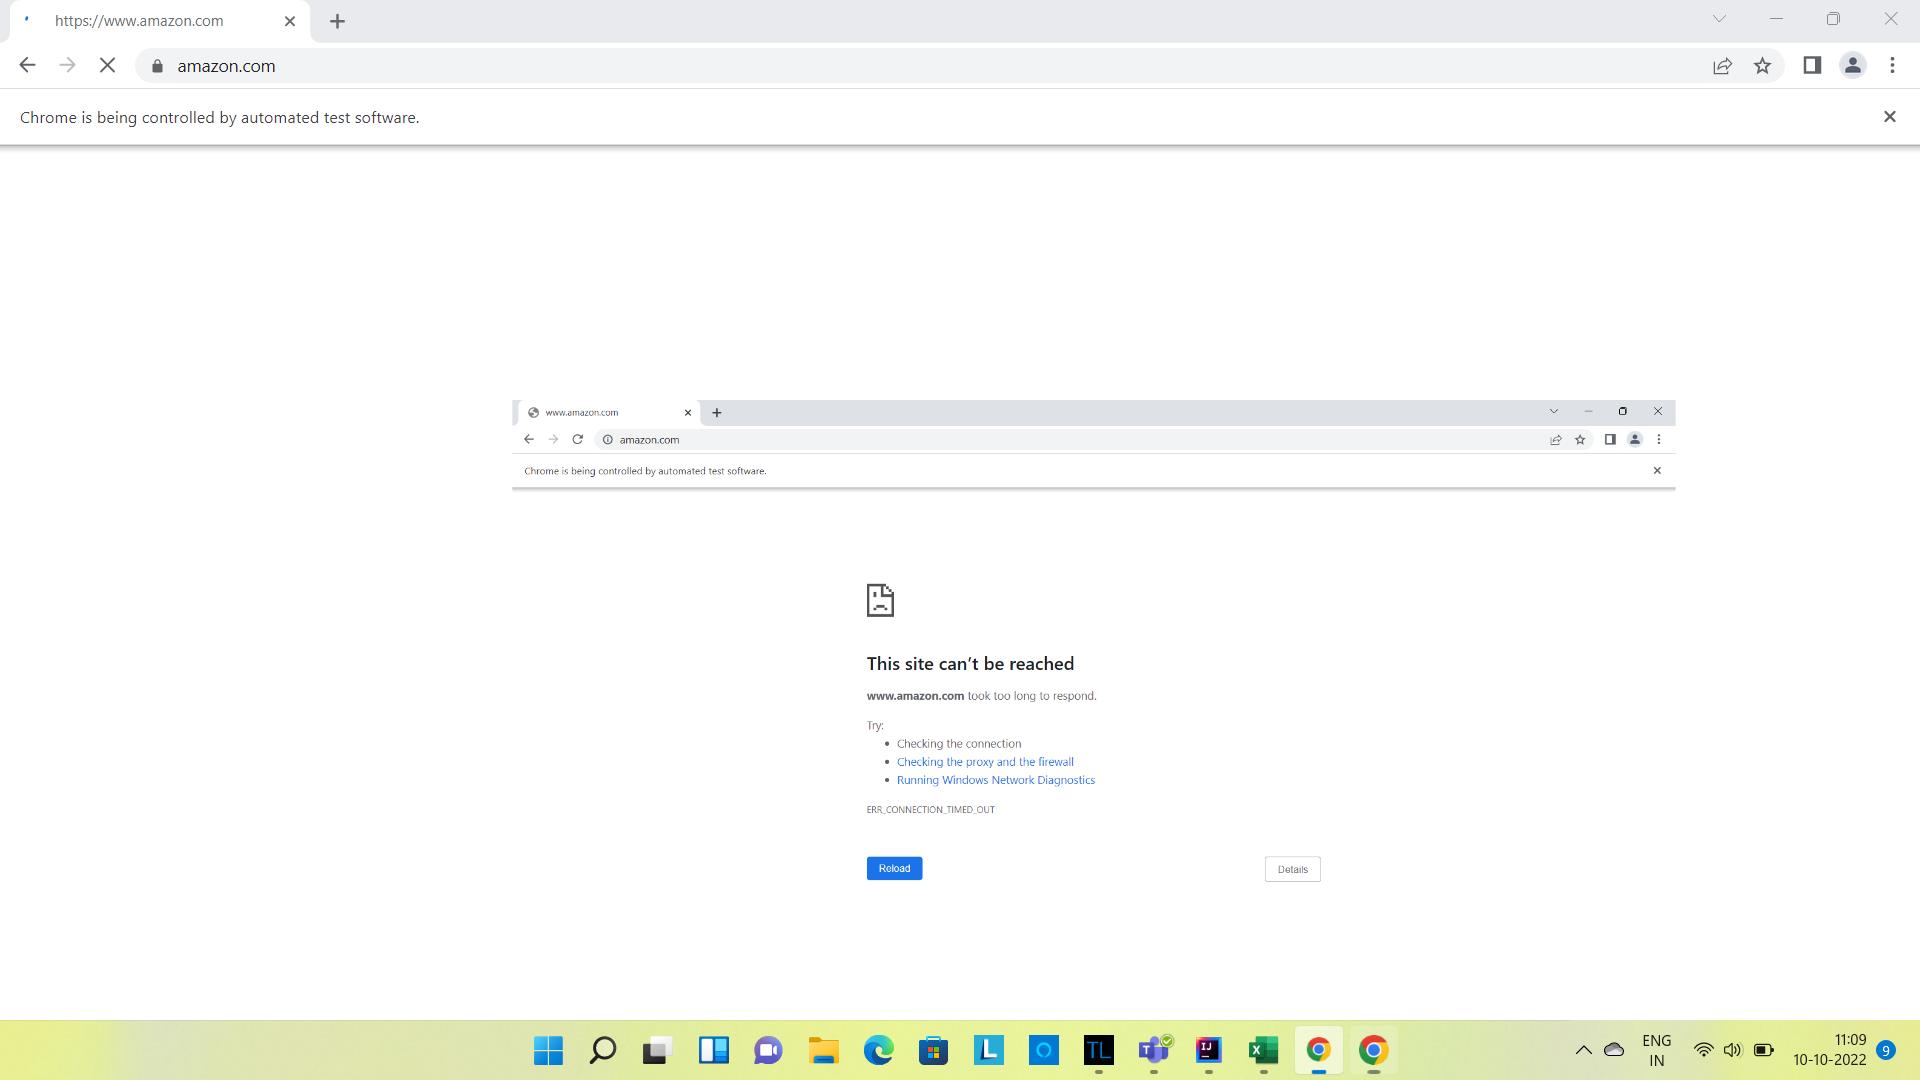 https://www.amazon.com
amazon.com
Chrome is being controlled by automated test software.
www.amazon.com
amazon.com
Chrome is being controlled by automated test software.
This site can’t be reached
www.amazon.com took too long to respond.
Try:
Checking the connection
Checking the proxy and the firewall
Running Windows Network Diagnostics
ERR_CONNECTION_TIMED_OUT
Reload
Details
L
TL
T
IJ
X
ENG
IN
11:09
10-10-2022
9